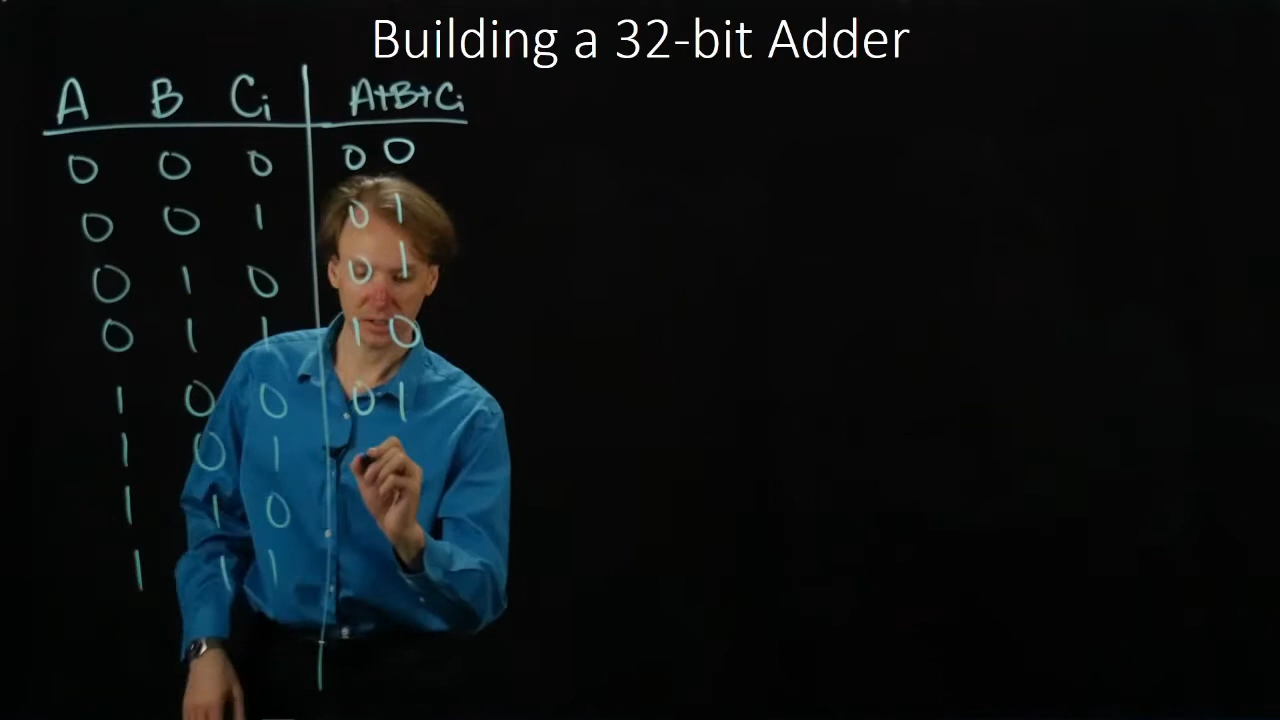 Building a 32-bit Adder
A B Ci A+B+Ci
0 0 0 0 0
0 0 1 0 1
0 1 0 0 1
0 1 1 1 0
1 0 0 0 1
1 0 1
1 1 0
1 1 1